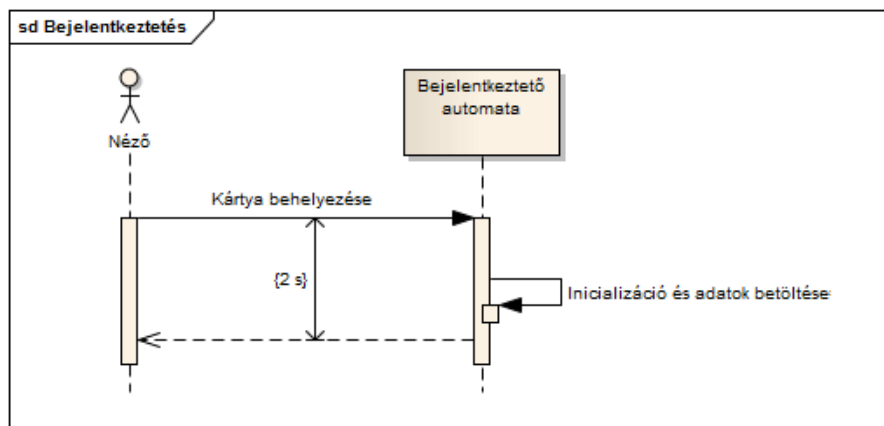 sd Bejelentkeztetés
Bejelentkeztető
automata
Néző
Kártya behelyezése
{2 s}
Inicializáció és adatok betöltése